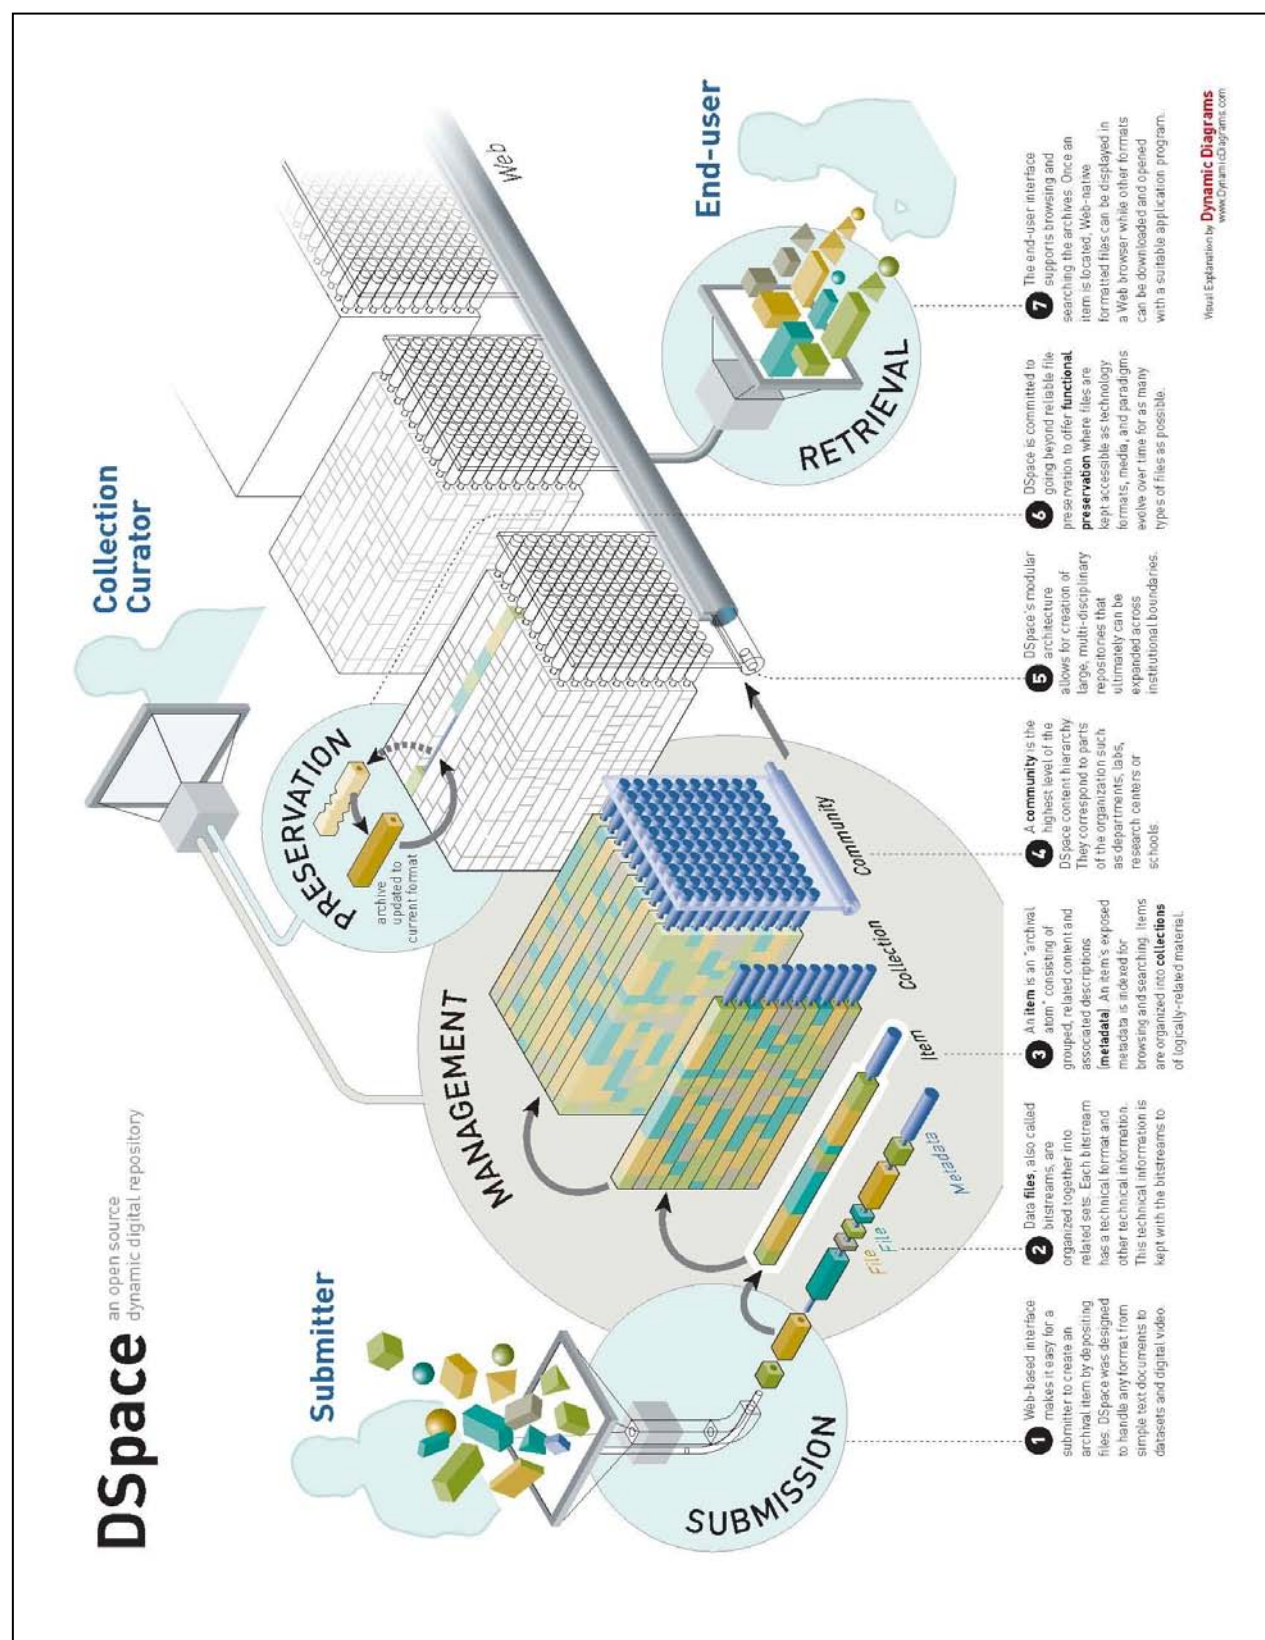 DSpace
an open source
dynamic digital repository
Submitter
Collection
Curator
End-user
SUBMISSION
MANAGEMENT
PRESERVATION
archive
updated to
current format
RETRIEVAL
Web
File
File
Metadata
Item
Collection
Community
1 Web-based interface
makes it easy for a
submitter to create an
archival item by depositing
files. DSpace was designed
to handle any format from
simple text documents to
datasets and digital video.
2 Data files, also called
bitstreams, are
organized together into
related sets. Each bitstream
has a technical format and
other technical information.
This technical information is
kept with the bitstreams to
3 An item is an "archival
atom" consisting of
grouped, related content and
associated descriptions
(metadata). An item's exposed
metadata is indexed for
browsing and searching. Items
are organized into collections
of logically-related material.
4 A community is the
highest level of the
DSpace content hierarchy.
They correspond to parts
of the organization such
as departments, labs,
research centers or
schools.
5 DSpace's modular
architecture
allows for creation of
large, multi-disciplinary
repositories that
ultimately can be
expanded across
institutional boundaries.
6 DSpace is committed to
going beyond reliable file
preservation to offer functional
preservation where files are
kept accessible as technology
formats, media, and paradigms
evolve over time for as many
types of files as possible.
7 The end-user interface
supports browsing and
searching the archives. Once an
item is located, Web-native
formatted files can be displayed in
a Web browser while other formats
can be downloaded and opened
with a suitable application program.
Visual Explanation by Dynamic Diagrams
www.DynamicDiagrams.com